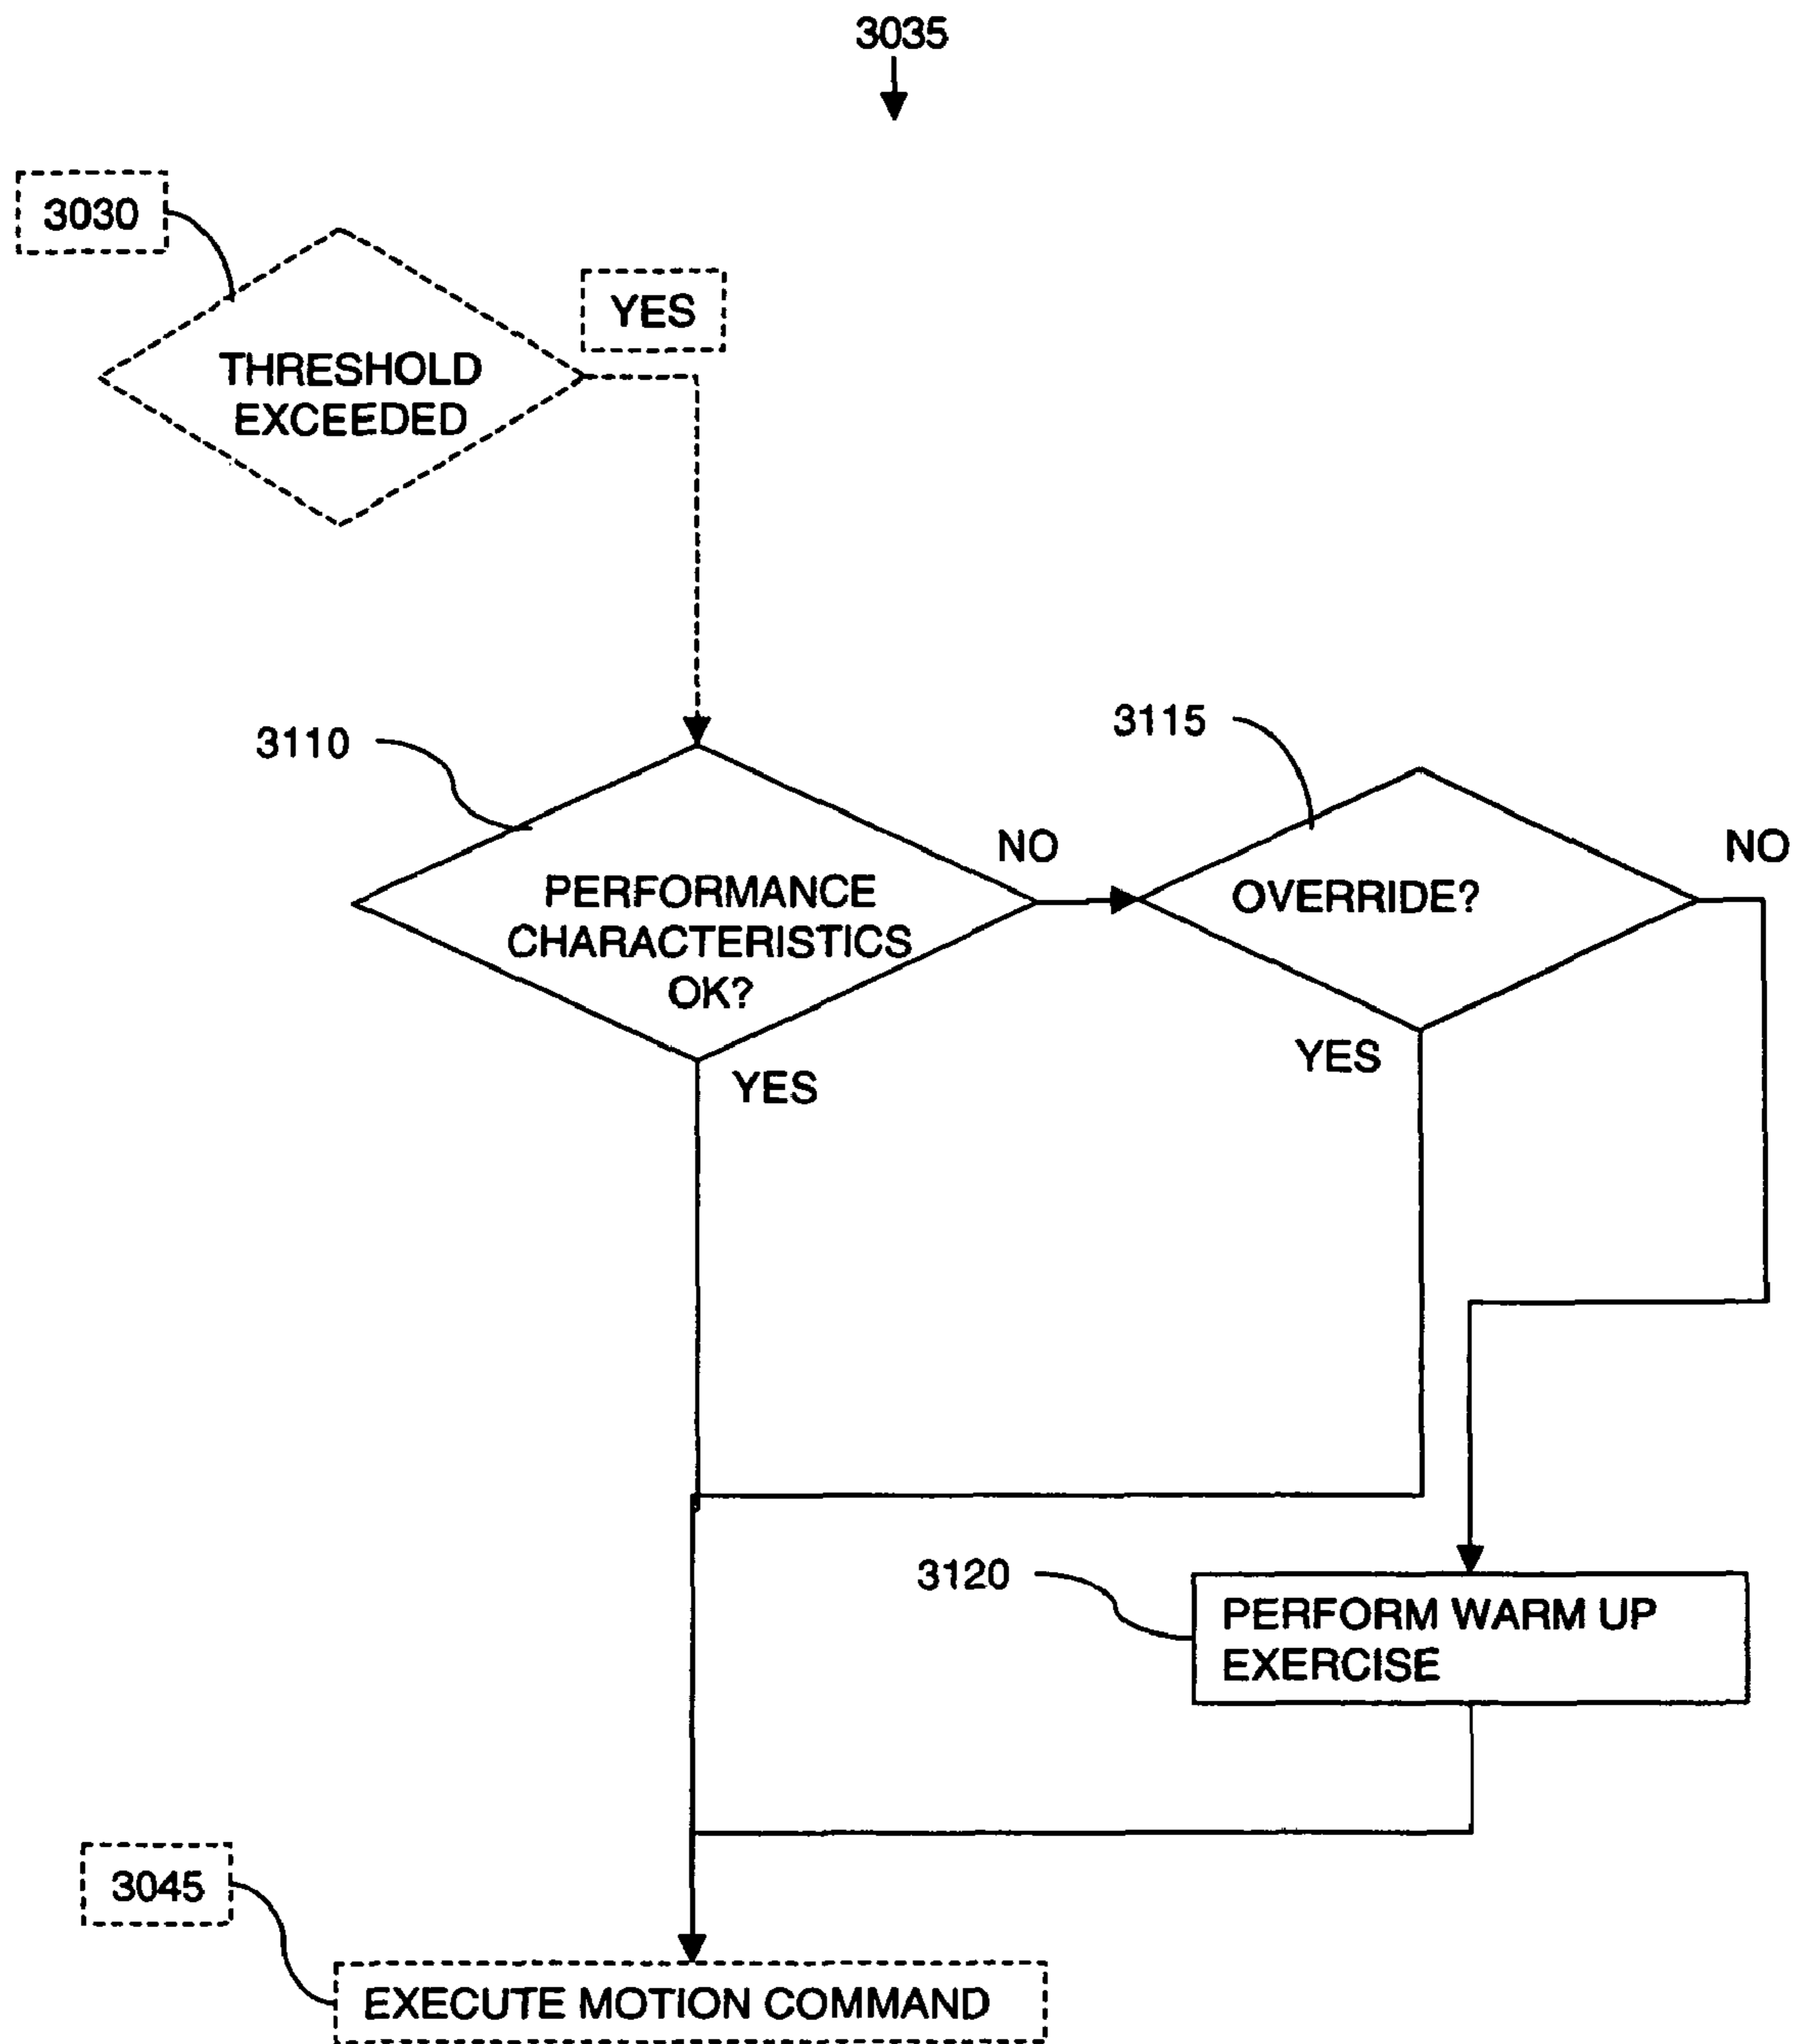 3035
3030
YES
THRESHOLD
EXCEEDED
3110
3115
NO
NO
PERFORMANCE
CHARACTERISTICS
OK?
OVERRIDE?
YES
YES
3120
PERFORM WARM UP
EXERCISE
3045
EXECUTE MOTION COMMAND